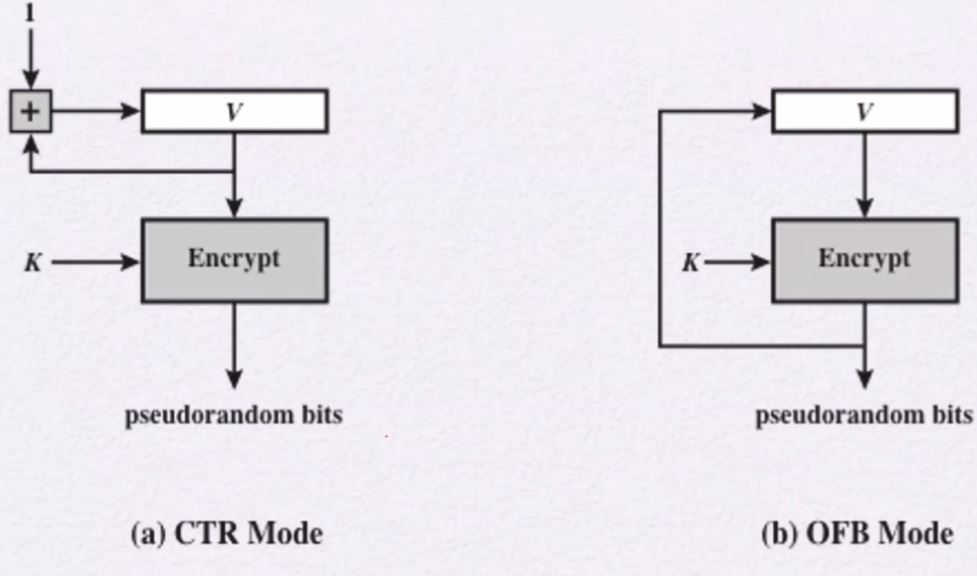 1
+
V
K
Encrypt
pseudorandom bits
(a) CTR Mode
V
K
Encrypt
pseudorandom bits
(b) OFB Mode